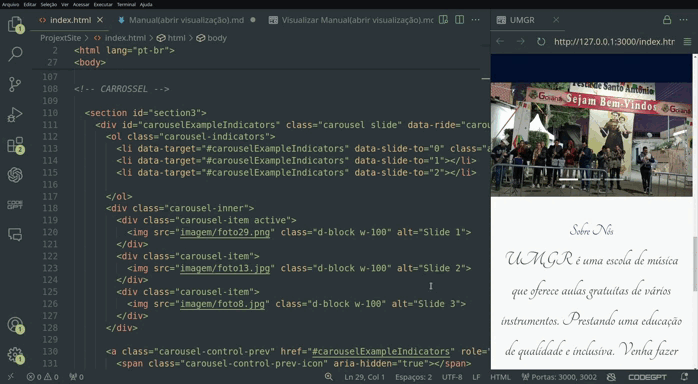 Arquivo Editar Seleção Ver Acessar Executar Terminal Ajuda
index.html Manual(abrir visualização).md Visualizar Manual(abrir visualização).mc
UMGR
ProjectSite > index.html > html > body
http://127.0.0.1:3000/index.htr
2 <html lang="pt-br">
27 <body>
107
108 <!-- CARROSSEL -->
109
110 <section id="section3">
111 <div id="carouselExampleIndicators" class="carousel slide" data-ride="carou
112 <ol class="carousel-indicators">
113 <li data-target="#carouselExampleIndicators" data-slide-to="0" class="a
114 <li data-target="#carouselExampleIndicators" data-slide-to="1"></li>
115 <li data-target="#carouselExampleIndicators" data-slide-to="2"></li>
116
117 </ol>
118 <div class="carousel-inner">
119 <div class="carousel-item active">
120 <img src="imagem/foto29.png" class="d-block w-100" alt="Slide 1">
121 </div>
122 <div class="carousel-item">
123 <img src="imagem/foto13.jpg" class="d-block w-100" alt="Slide 2">
124 </div>
125 <div class="carousel-item">
126 <img src="imagem/foto8.jpg" class="d-block w-100" alt="Slide 3">
127 </div>
128 </div>
129
130 <a class="carousel-control-prev" href="#carouselExampleIndicators" role=
131 <span class="carousel-control-prev-icon" aria-hidden="true"></span>
Festa de Santo Antônio
Sejam Bem-Vindos
Sobre Nós
UMGR é uma escola de música
que oferece aulas gratuitas de vários
instrumentos. Prestando uma educação
de qualidade e inclusiva. Venha fazer
1
2
GPT
1
1
0 0 0 Ln 29, Col 1 Espaços: 2 UTF-8 LF HTML Portas: 3000, 3002 CODEGPT